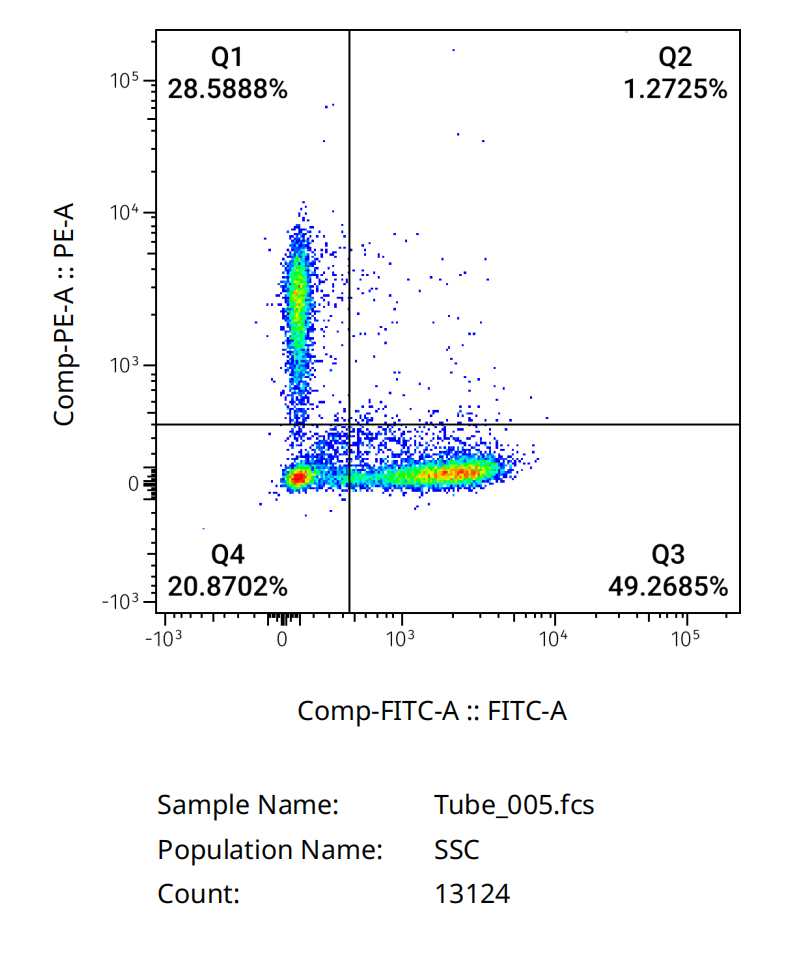 Q1
28.5888%
Q2
1.2725%
10⁵
10⁴
10³
0
-10³
Comp-PE-A :: PE-A
Q4
20.8702%
Q3
49.2685%
-10³
0
10³
10⁴
10⁵
Comp-FITC-A :: FITC-A
Sample Name: Tube_005.fcs
Population Name: SSC
Count: 13124